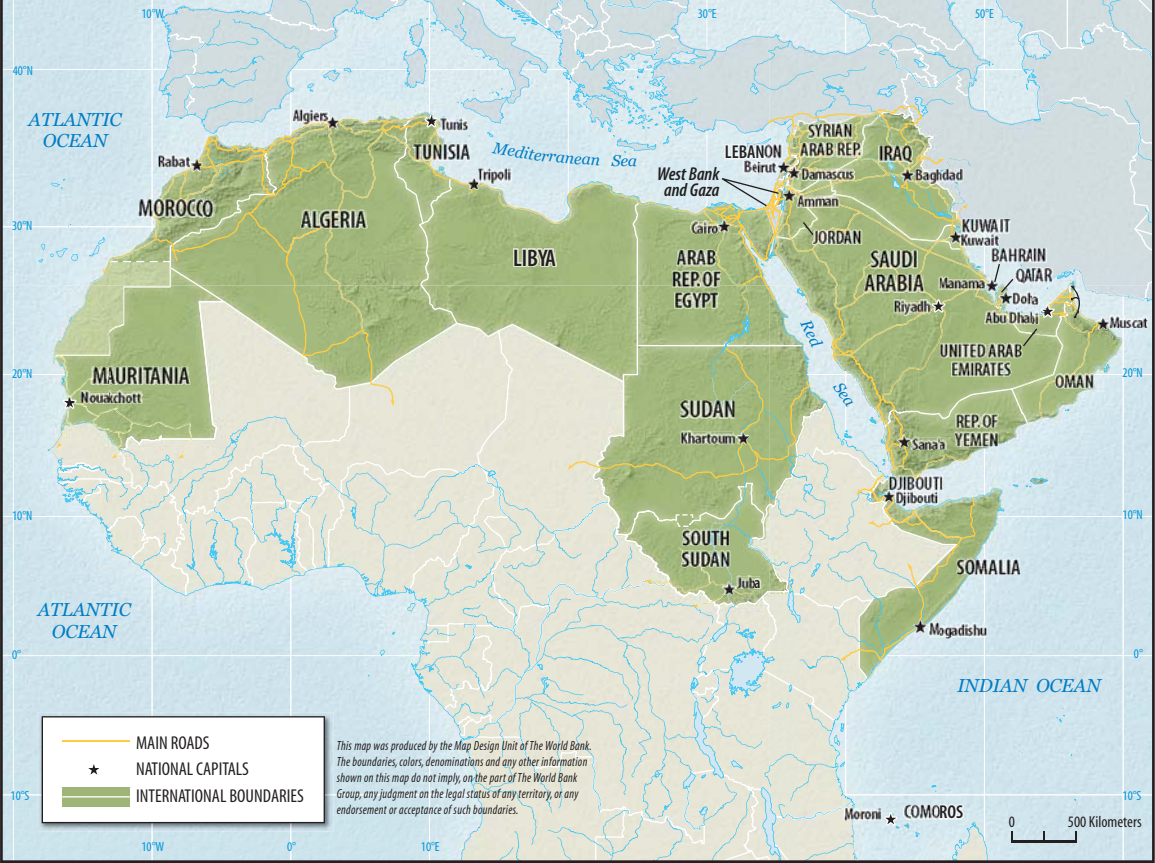 10°W
30°E
50°E
40°N
40°N
ATLANTIC
OCEAN
Algiers
Tunis
TUNISIA
Mediterranean Sea
Rabat
Tripoli
MOROCCO
ALGERIA
LIBYA
30°N
30°N
LEBANON
Beirut
SYRIAN
ARAB REP.
IRAQ
Damascus
Baghdad
West Bank
and Gaza
Amman
JORDAN
Cairo
ARAB
REP. OF
EGYPT
KUWAIT
Kuwait
SAUDI
ARABIA
BAHRAIN
Manama
QATAR
Doha
Riyadh
Abu Dhabi
Muscat
UNITED ARAB
EMIRATES
OMAN
Red
Sea
MAURITANIA
Nouakchott
20°N
20°N
SUDAN
Khartoum
REP. OF
YEMEN
Sana'a
DJIBOUTI
Djibouti
10°N
10°N
SOUTH
SUDAN
Juba
SOMALIA
Mogadishu
ATLANTIC
OCEAN
0°
0°
INDIAN OCEAN
MAIN ROADS
NATIONAL CAPITALS
INTERNATIONAL BOUNDARIES
This map was produced by the Map Design Unit of The World Bank.
The boundaries, colors, denominations and any other information
shown on this map do not imply, on the part of The World Bank
Group, any judgment on the legal status of any territory, or any
endorsement or acceptance of such boundaries.
10°S
10°S
Moroni
COMOROS
0
500 Kilometers
10°W
0°
10°E